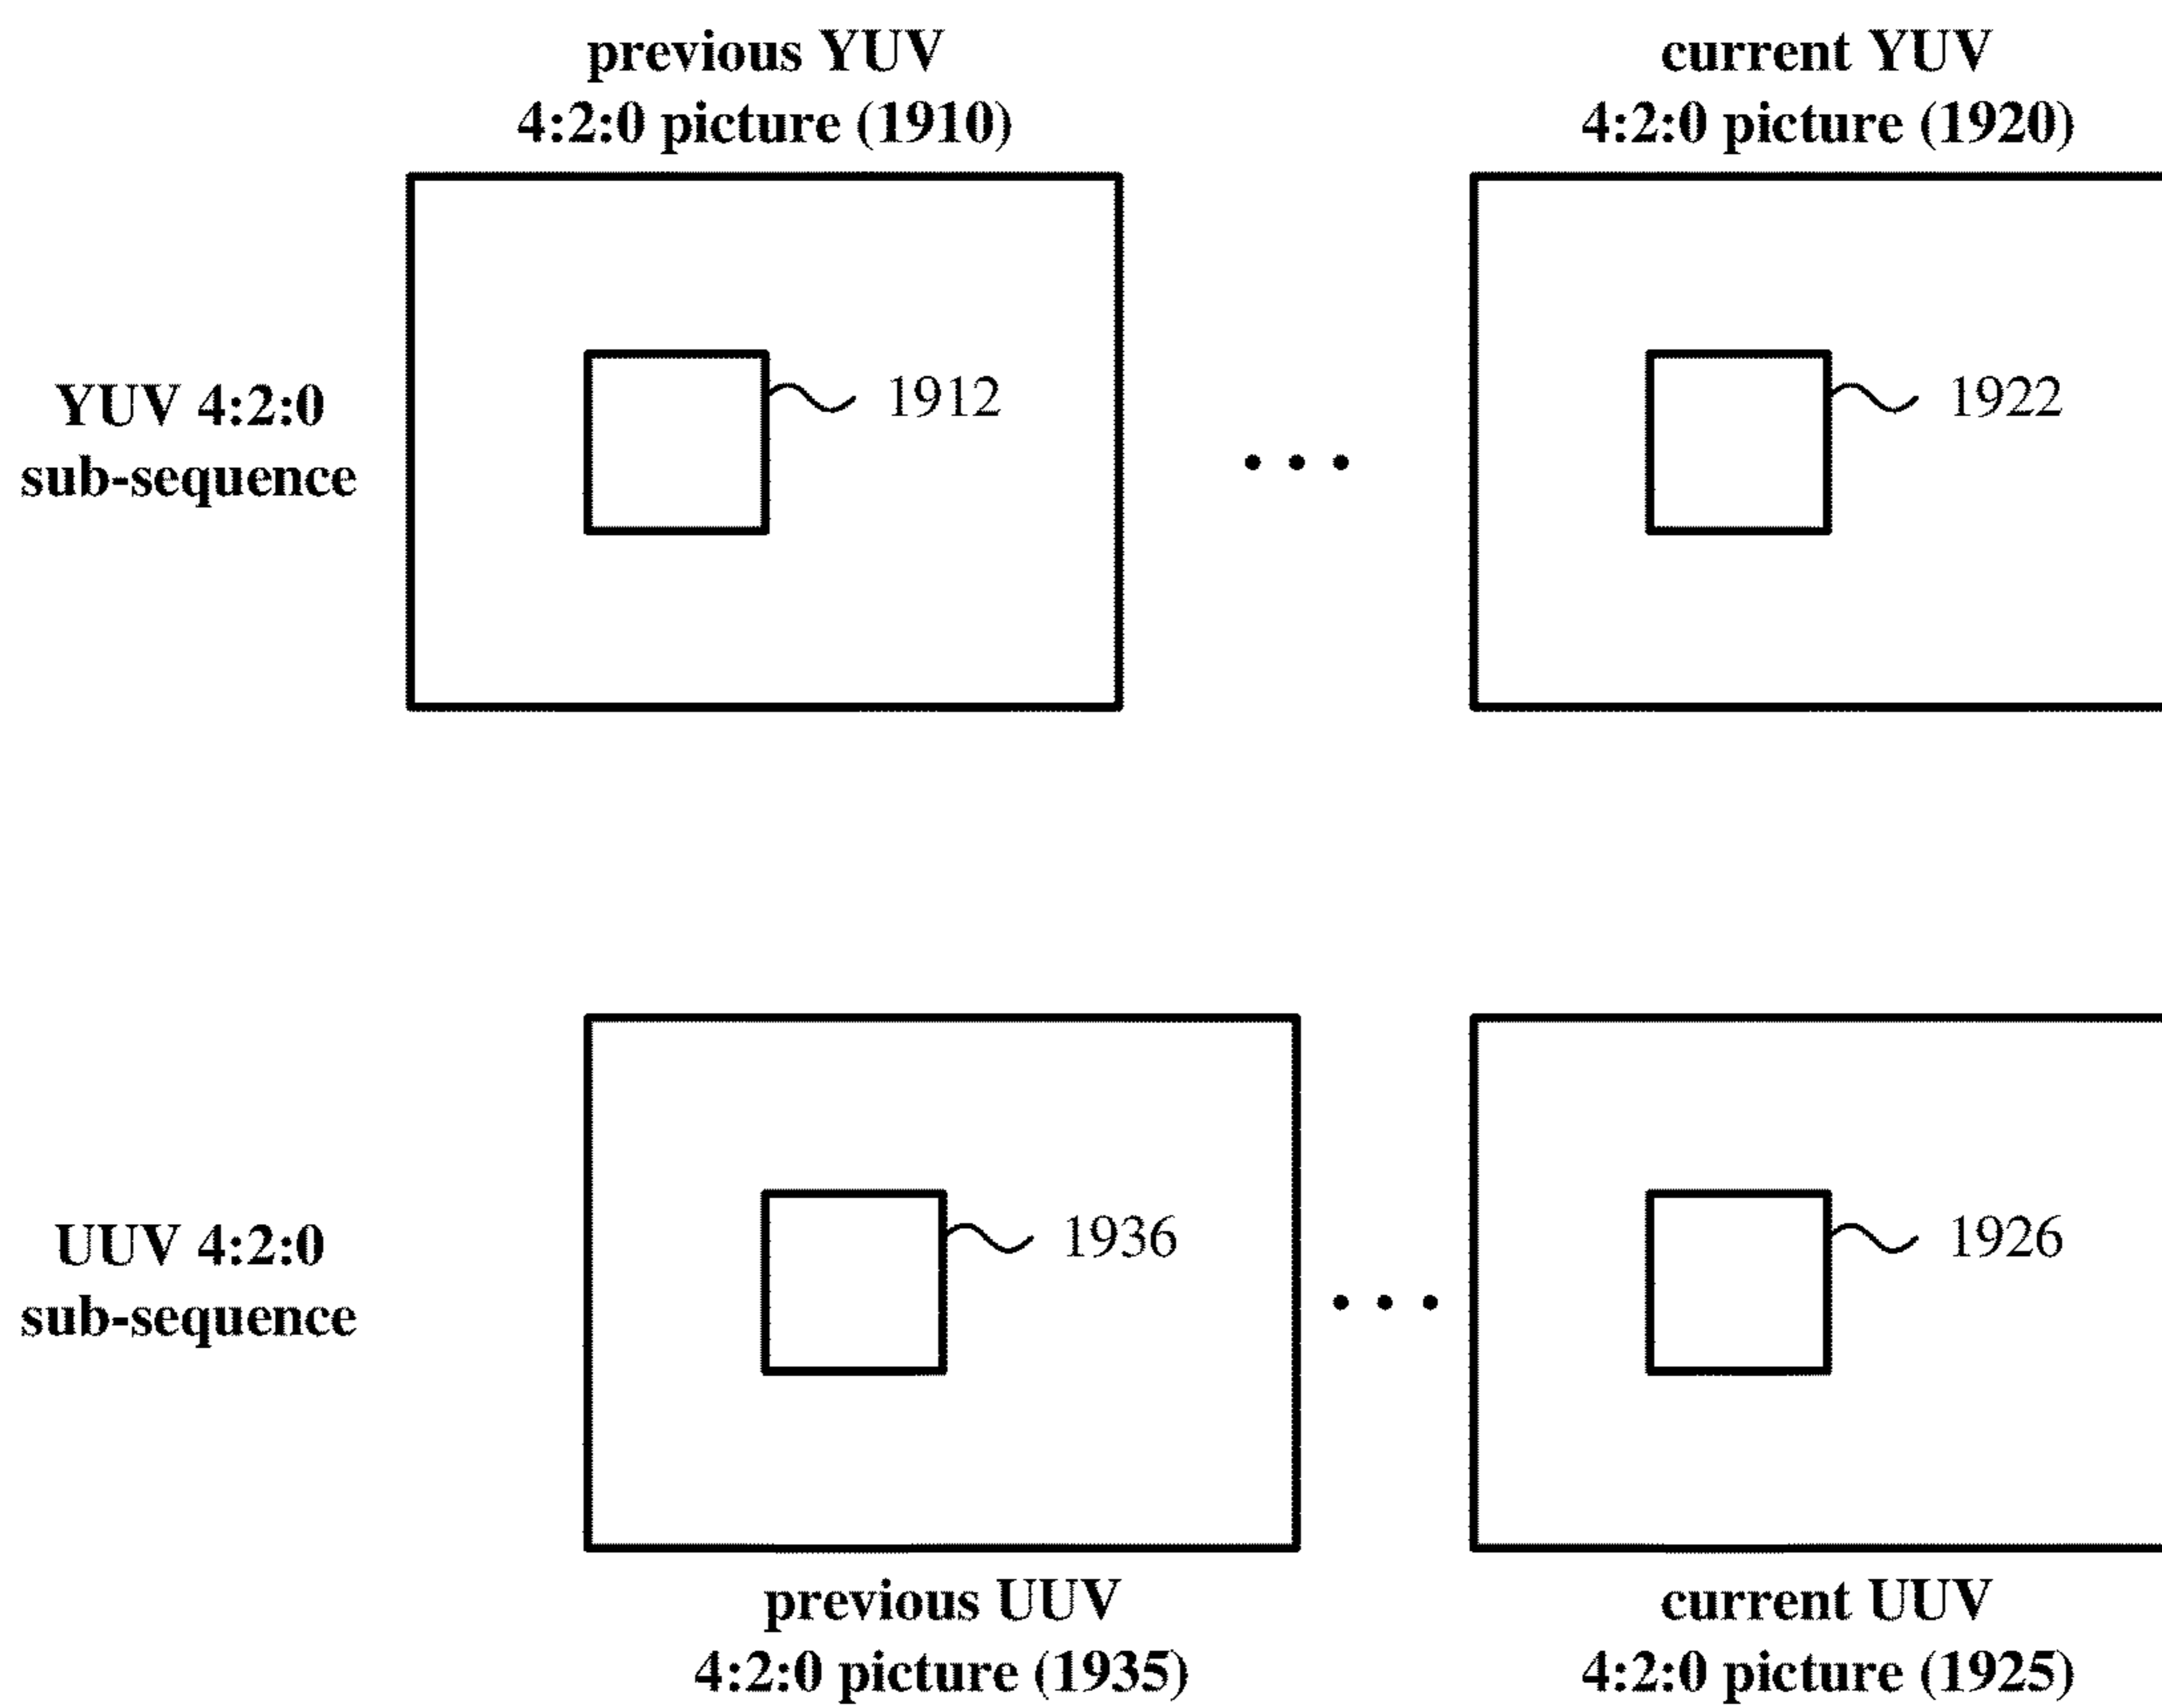 previous YUV
4:2:0 picture (1910)
current YUV
4:2:0 picture (1920)
YUV 4:2:0
sub-sequence
1912
1922
UUV 4:2:0
sub-sequence
1936
1926
previous UUV
4:2:0 picture (1935)
current UUV
4:2:0 picture (1925)